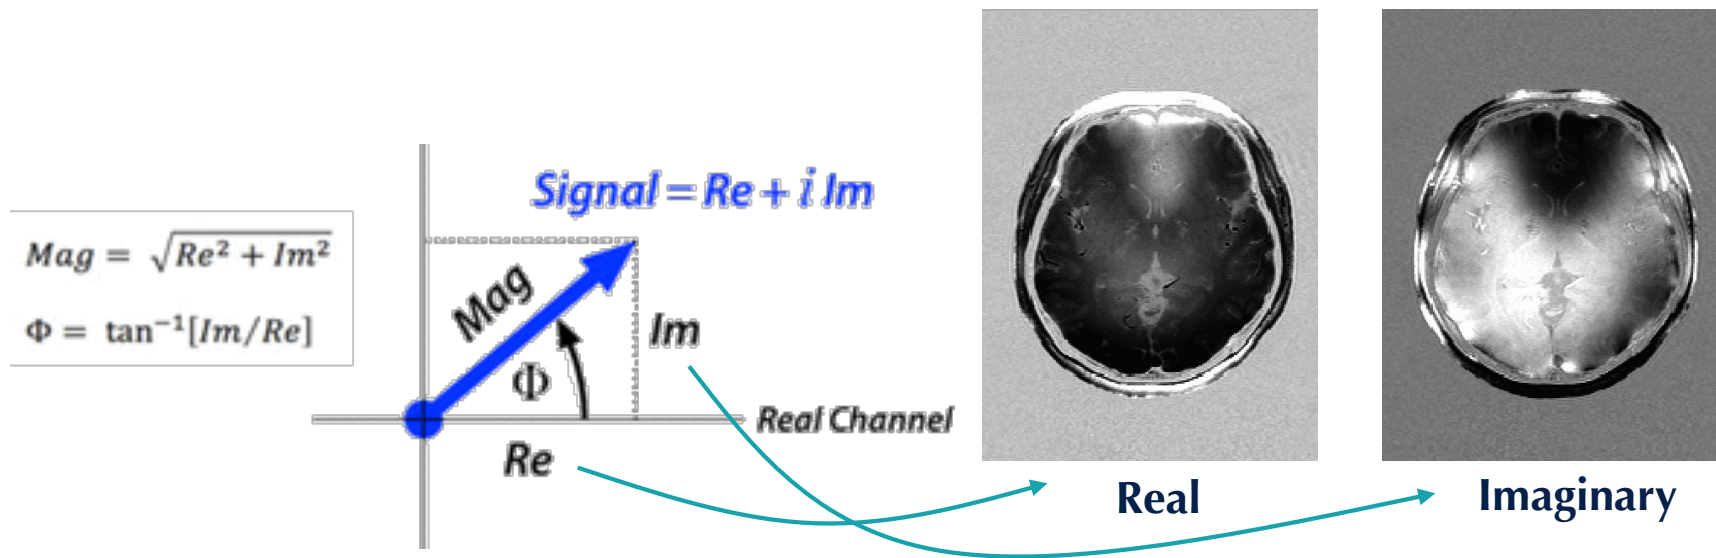 Signal = Re + i Im
Mag = √Re² + Im²
Φ = tan⁻¹[Im/Re]
Mag
Im
Φ
Real Channel
Re
Real
Imaginary